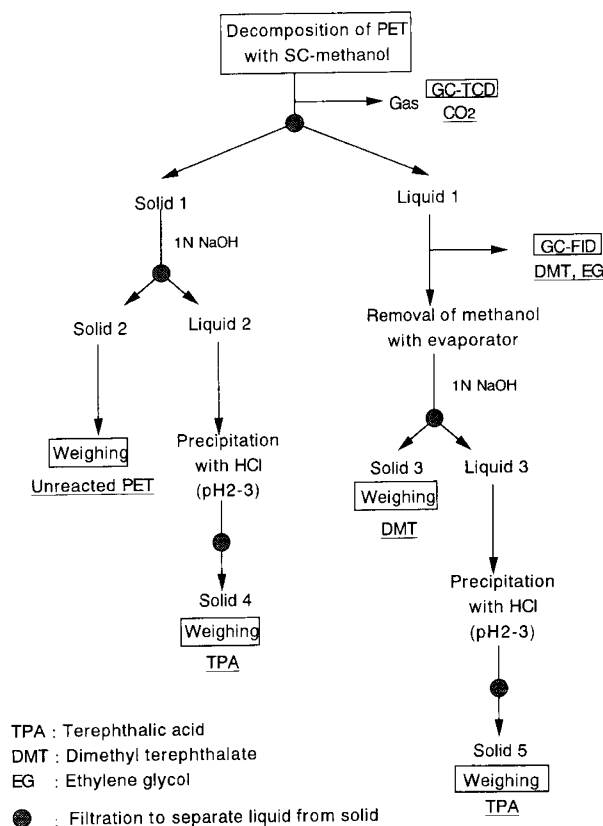 Decomposition of PET
with SC-methanol
Gas
GC-TCD
CO2
Solid 1
Liquid 1
1N NaOH
GC-FID
DMT, EG
Solid 2
Liquid 2
Removal of methanol
with evaporator
1N NaOH
Weighing
Unreacted PET
Precipitation
with HCl
(pH2-3)
Solid 3
Weighing
DMT
Liquid 3
Solid 4
Weighing
TPA
Precipitation
with HCl
(pH2-3)
TPA : Terephthalic acid
DMT : Dimethyl terephthalate
EG : Ethylene glycol
: Filtration to separate liquid from solid
Solid 5
Weighing
TPA